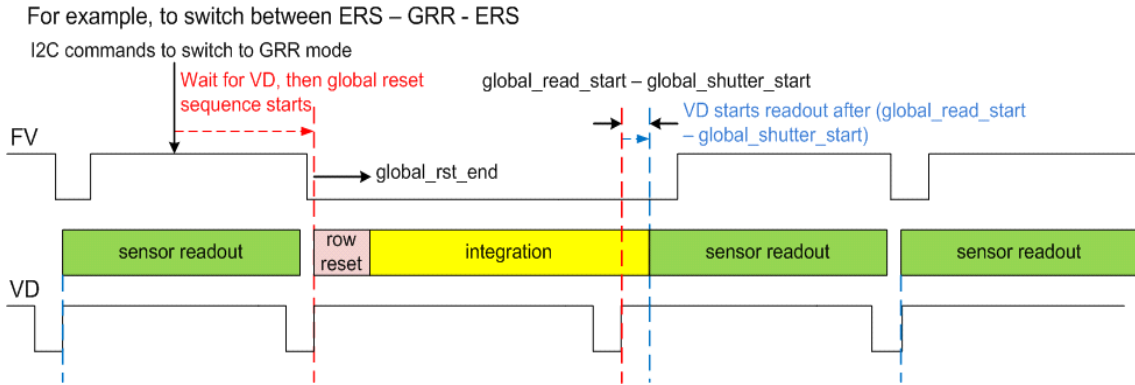 For example, to switch between ERS – GRR - ERS
I2C commands to switch to GRR mode
Wait for VD, then global reset
sequence starts
global_read_start – global_shutter_start
VD starts readout after (global_read_start
– global_shutter_start)
FV
global_rst_end
sensor readout
row
reset
integration
sensor readout
sensor readout
VD